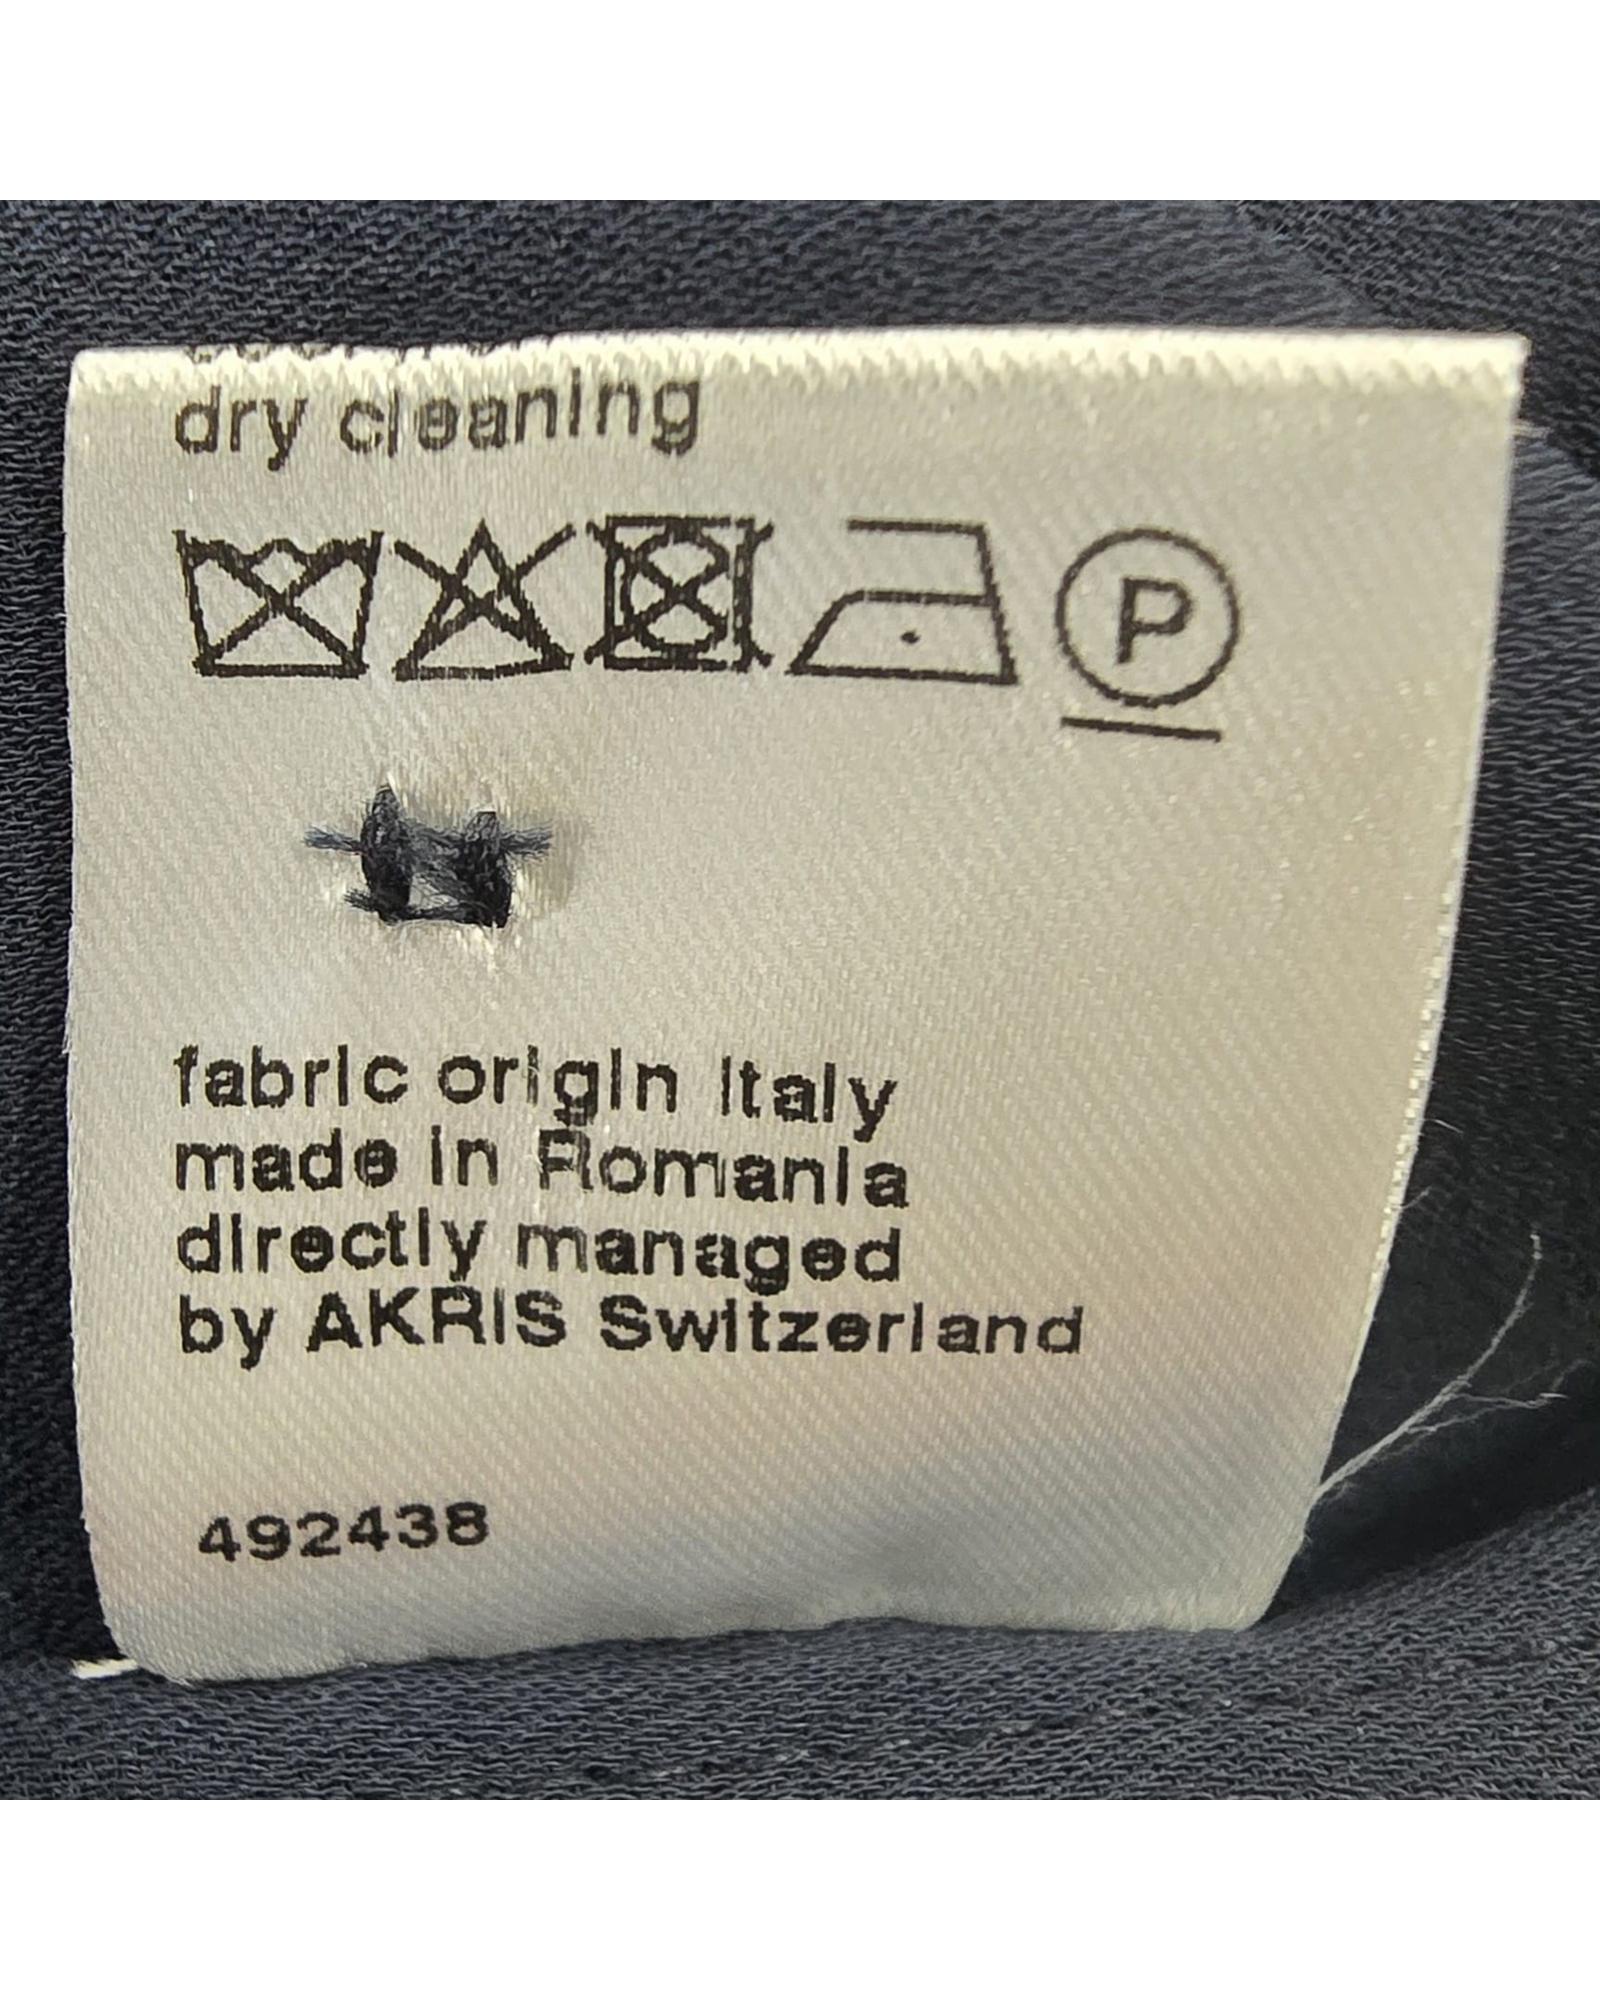 dry cleaning
P
fabric origin Italy
made in Romania
directly managed
by AKRIS Switzerland
492438